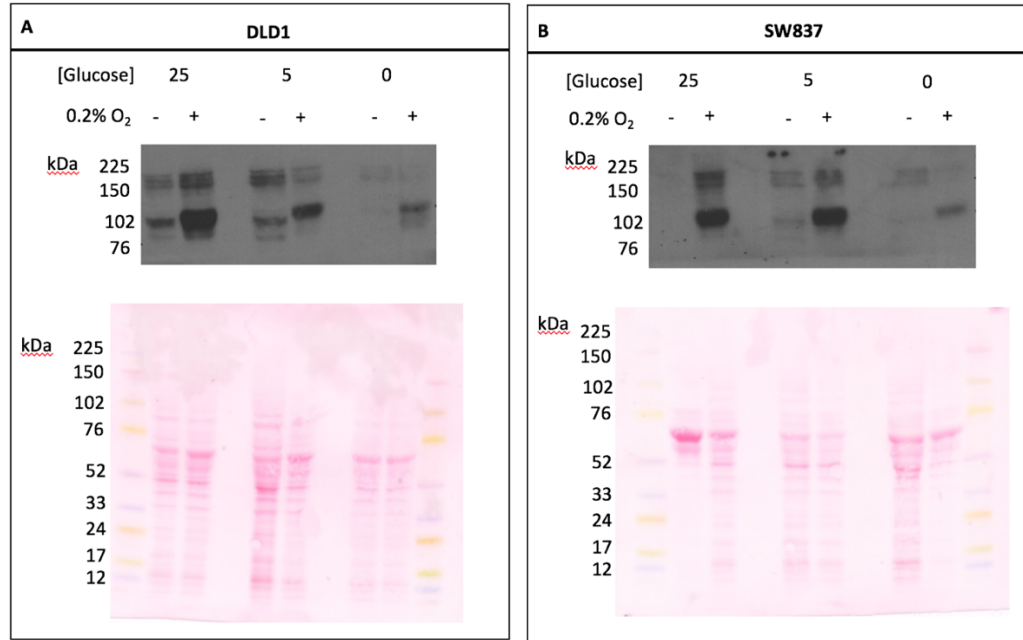 A
DLD1
[Glucose] 25 5 0
0.2% O₂ - + - + - +
kDa
225
150
102
76
kDa
225
150
102
76
52
33
24
17
12
B
SW837
[Glucose] 25 5 0
0.2% O₂ - + - + - +
kDa
225
150
102
76
kDa
225
150
102
76
52
33
24
17
12